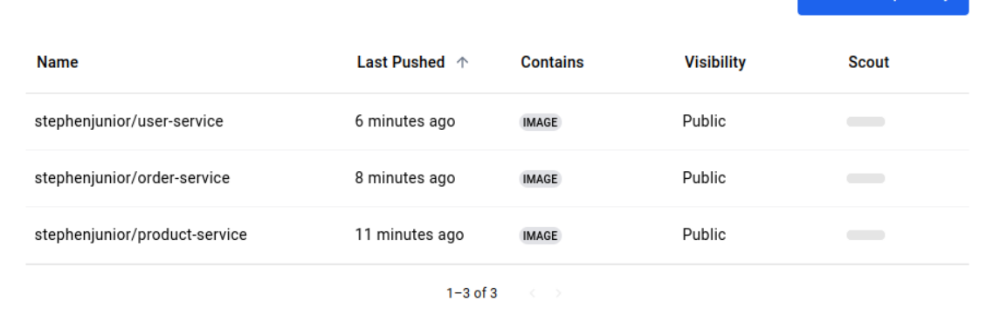 Name Last Pushed Contains Visibility Scout
stephenjunior/user-service 6 minutes ago IMAGE Public
stephenjunior/order-service 8 minutes ago IMAGE Public
stephenjunior/product-service 11 minutes ago IMAGE Public
1–3 of 3